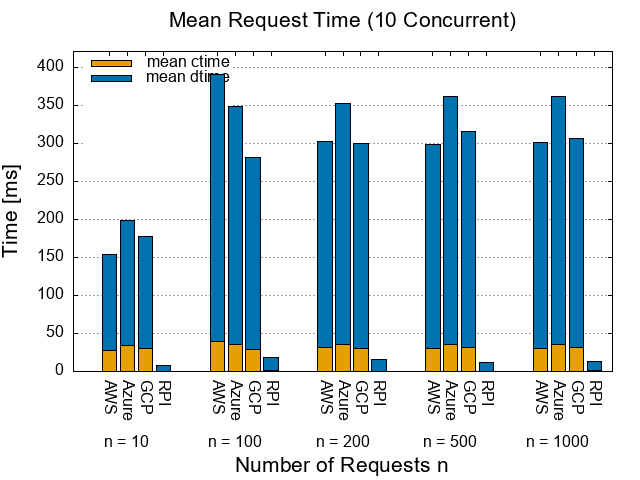 Mean Request Time (10 Concurrent)
mean ctime
mean dtime
Time [ms]
400
350
300
250
200
150
100
50
0
AWS Azure GCP RPI AWS Azure GCP RPI AWS Azure GCP RPI AWS Azure GCP RPI AWS Azure GCP RPI
n = 10 n = 100 n = 200 n = 500 n = 1000
Number of Requests n